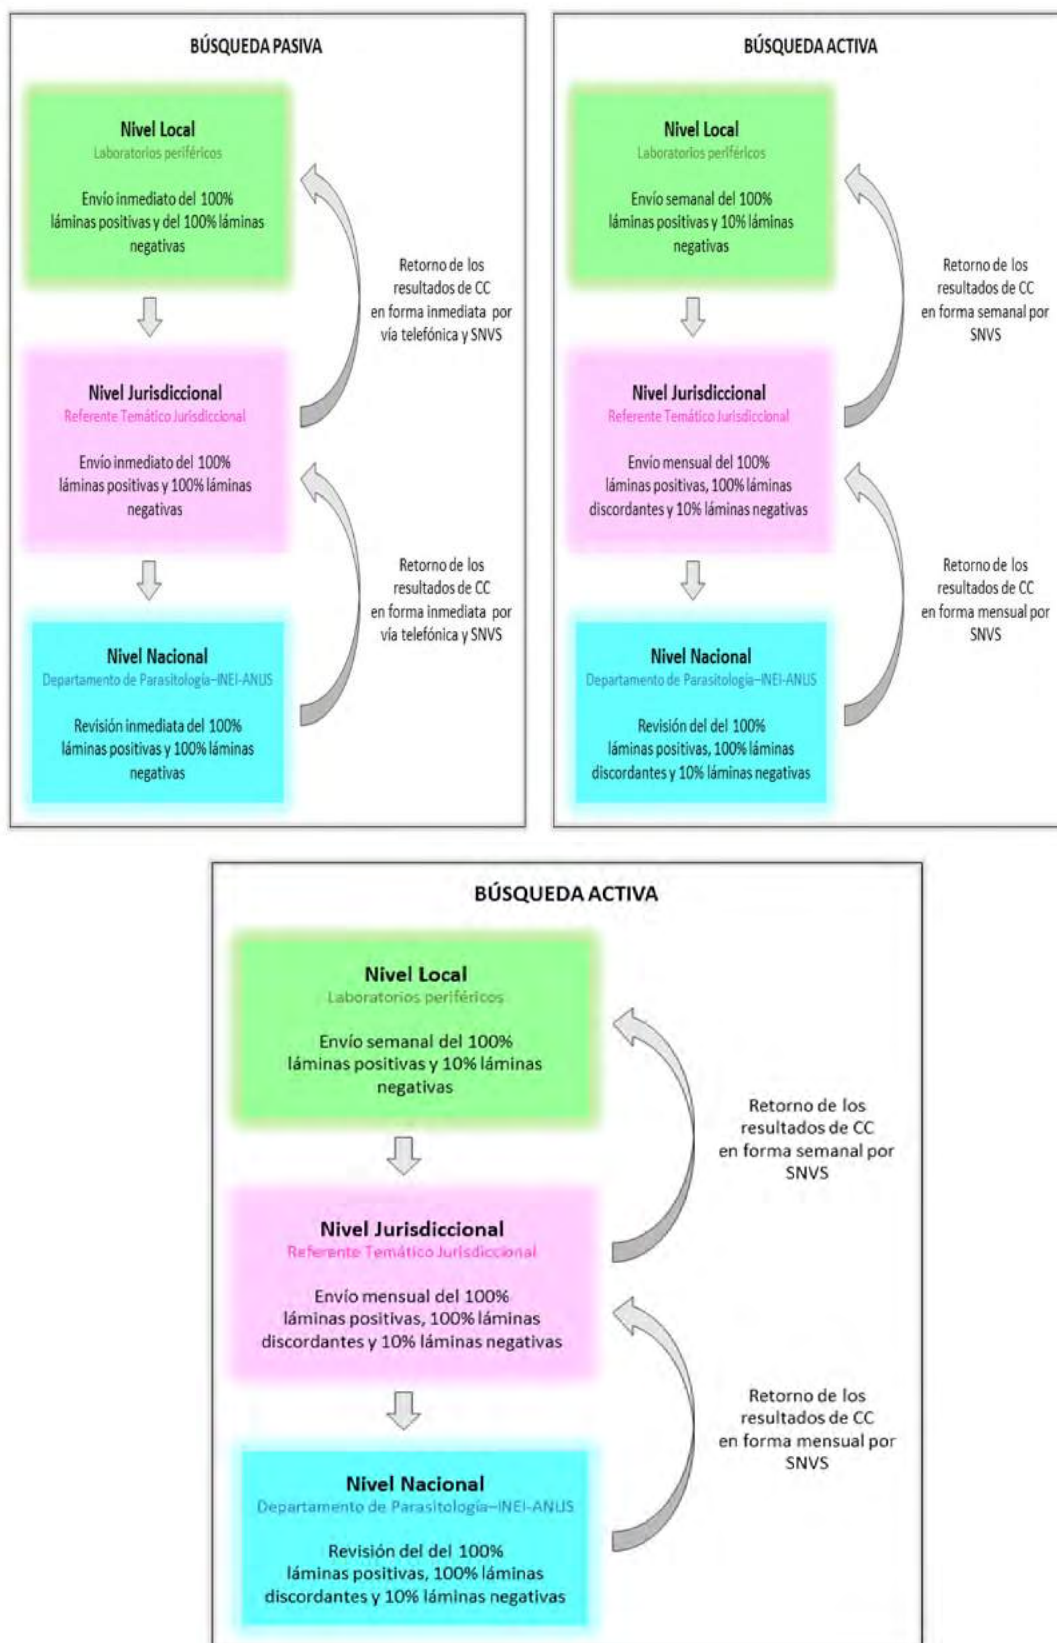 BÚSQUEDA PASIVA
Nivel Local
Laboratorios periféricos
Envío inmediato del 100%
láminas positivas y del 100% láminas
negativas
Retorno de los
resultados de CC
en forma inmediata por
vía telefónica y SNVS
Nivel Jurisdiccional
Referente Temático Jurisdiccional
Envío inmediato del 100%
láminas positivas y 100% láminas
negativas
Retorno de los
resultados de CC
en forma inmediata por
vía telefónica y SNVS
Nivel Nacional
Departamento de Parasitología–INEI-ANLIS
Revisión inmediata del 100%
láminas positivas y 100% láminas
negativas
BÚSQUEDA ACTIVA
Nivel Local
Laboratorios periféricos
Envío semanal del 100%
láminas positivas y 10% láminas
negativas
Retorno de los
resultados de CC
en forma semanal por
SNVS
Nivel Jurisdiccional
Referente Temático Jurisdiccional
Envío mensual del 100%
láminas positivas, 100% láminas
discordantes y 10% láminas negativas
Retorno de los
resultados de CC
en forma mensual por
SNVS
Nivel Nacional
Departamento de Parasitología–INEI-ANLIS
Revisión del del 100%
láminas positivas, 100% láminas
discordantes y 10% láminas negativas
BÚSQUEDA ACTIVA
Nivel Local
Laboratorios periféricos
Envío semanal del 100%
láminas positivas y 10% láminas
negativas
Retorno de los
resultados de CC
en forma semanal por
SNVS
Nivel Jurisdiccional
Referente Temático Jurisdiccional
Envío mensual del 100%
láminas positivas, 100% láminas
discordantes y 10% láminas negativas
Retorno de los
resultados de CC
en forma mensual por
SNVS
Nivel Nacional
Departamento de Parasitología–INEI-ANLIS
Revisión del del 100%
láminas positivas, 100% láminas
discordantes y 10% láminas negativas